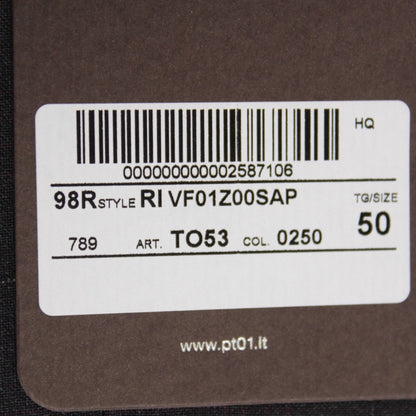 HQ
000000000002587106
98R STYLE RI VF01Z00SAP TG/SIZE
789 ART. TO53 COL. 0250 50
www.pt01.it